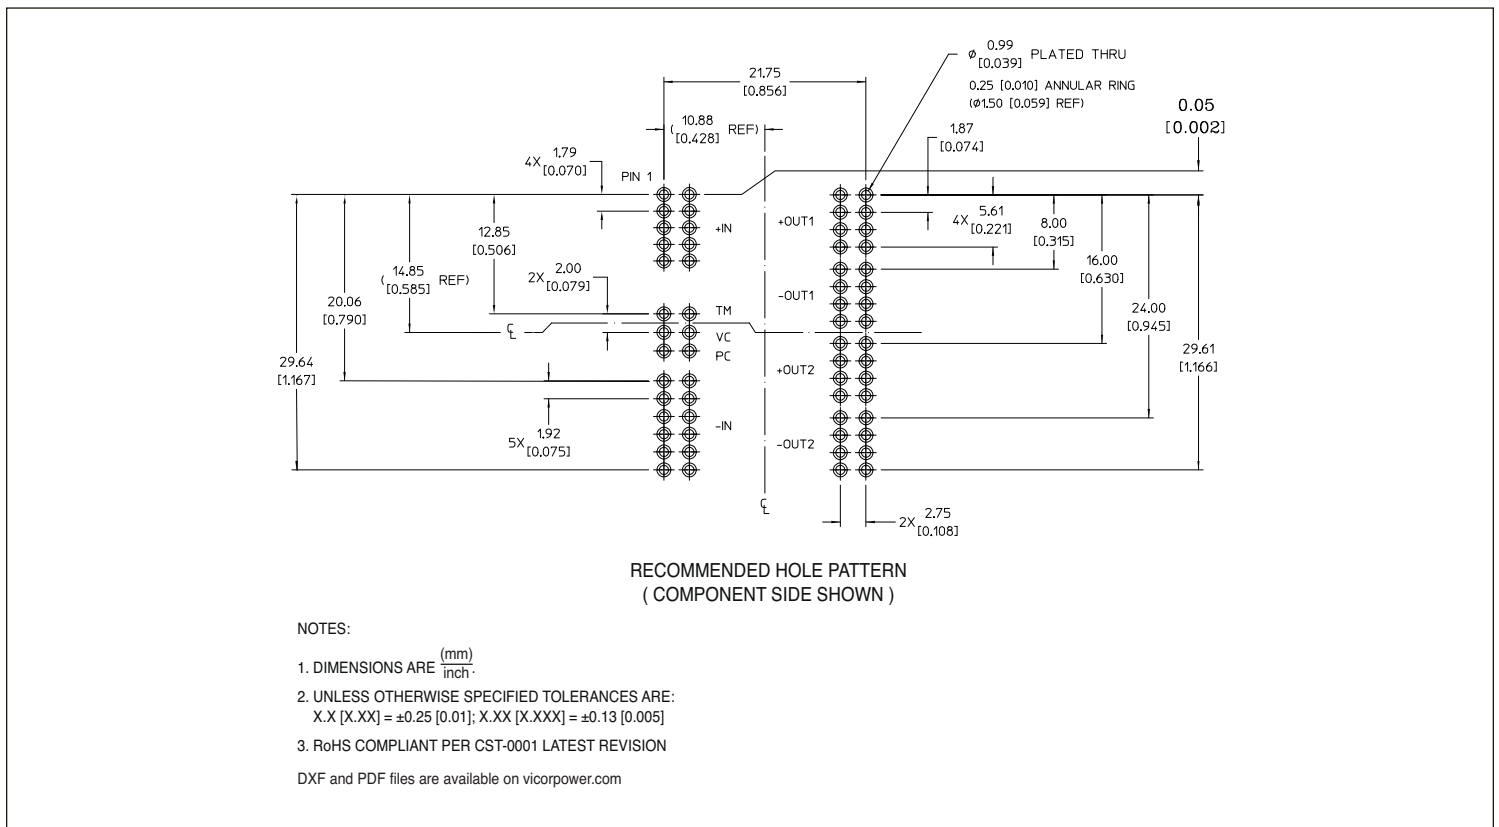 0.99
ø PLATED THRU
[0.039]
0.25 [0.010] ANNULAR RING
(ø1.50 [0.059] REF)
21.75
[0.856]
0.05
[0.002]
10.88
( REF)
[0.428]
1.87
[0.074]
1.79
4X
[0.070]
PIN 1
+IN
+OUT1
5.61
4X
[0.221]
8.00
[0.315]
12.85
[0.506]
16.00
[0.630]
14.85
( REF)
[0.585]
2.00
2X
[0.079]
-OUT1
20.06
[0.790]
TM
24.00
[0.945]
℄
VC
PC
29.64
[1.167]
29.61
[1.166]
+OUT2
1.92
5X
[0.075]
-IN
-OUT2
℄
2.75
2X
[0.108]
RECOMMENDED HOLE PATTERN
( COMPONENT SIDE SHOWN )
NOTES:
1. DIMENSIONS ARE (mm)
inch.
2. UNLESS OTHERWISE SPECIFIED TOLERANCES ARE:
X.X [X.XX] = ±0.25 [0.01]; X.XX [X.XXX] = ±0.13 [0.005]
3. RoHS COMPLIANT PER CST-0001 LATEST REVISION
DXF and PDF files are available on vicorpower.com